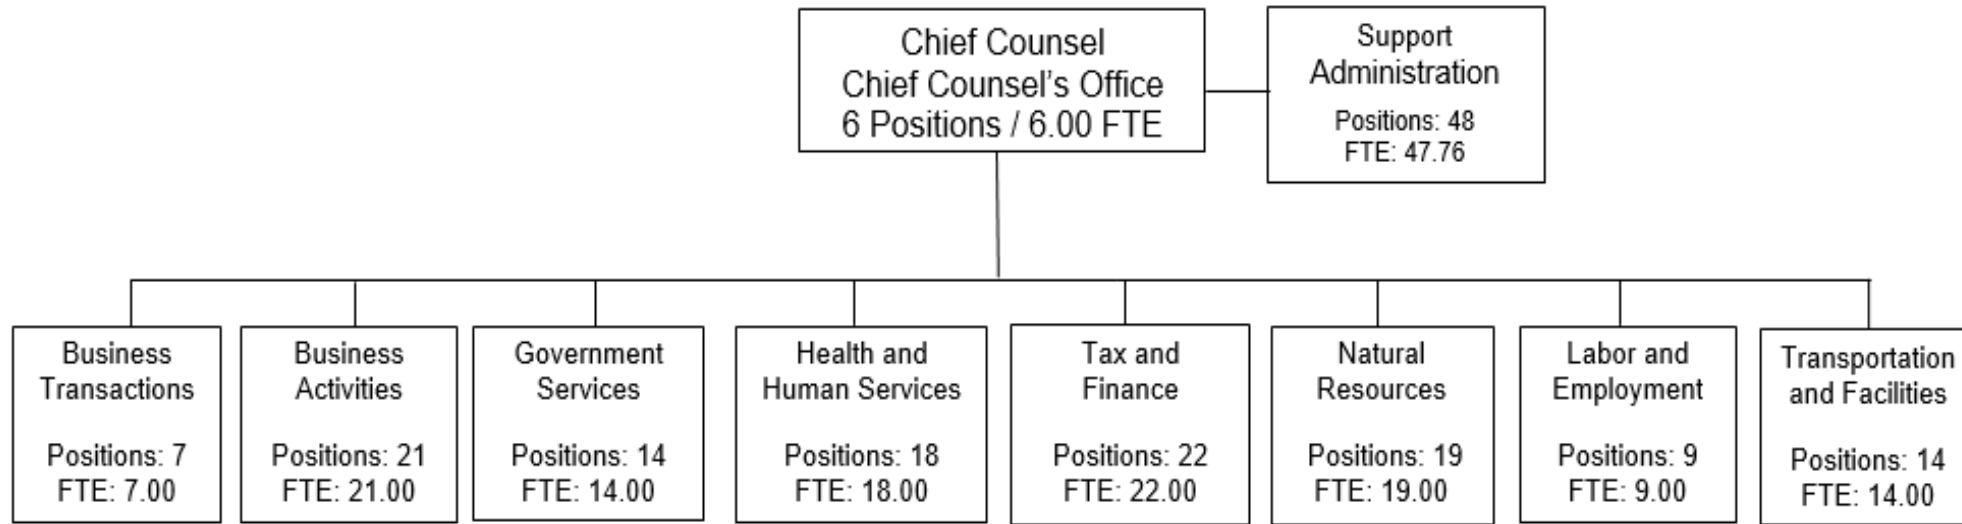 Chief Counsel
Chief Counsel's Office
6 Positions / 6.00 FTE
Support
Administration
Positions: 48
FTE: 47.76
Business
Transactions
Positions: 7
FTE: 7.00
Business
Activities
Positions: 21
FTE: 21.00
Government
Services
Positions: 14
FTE: 14.00
Health and
Human Services
Positions: 18
FTE: 18.00
Tax and
Finance
Positions: 22
FTE: 22.00
Natural
Resources
Positions: 19
FTE: 19.00
Labor and
Employment
Positions: 9
FTE: 9.00
Transportation
and Facilities
Positions: 14
FTE: 14.00